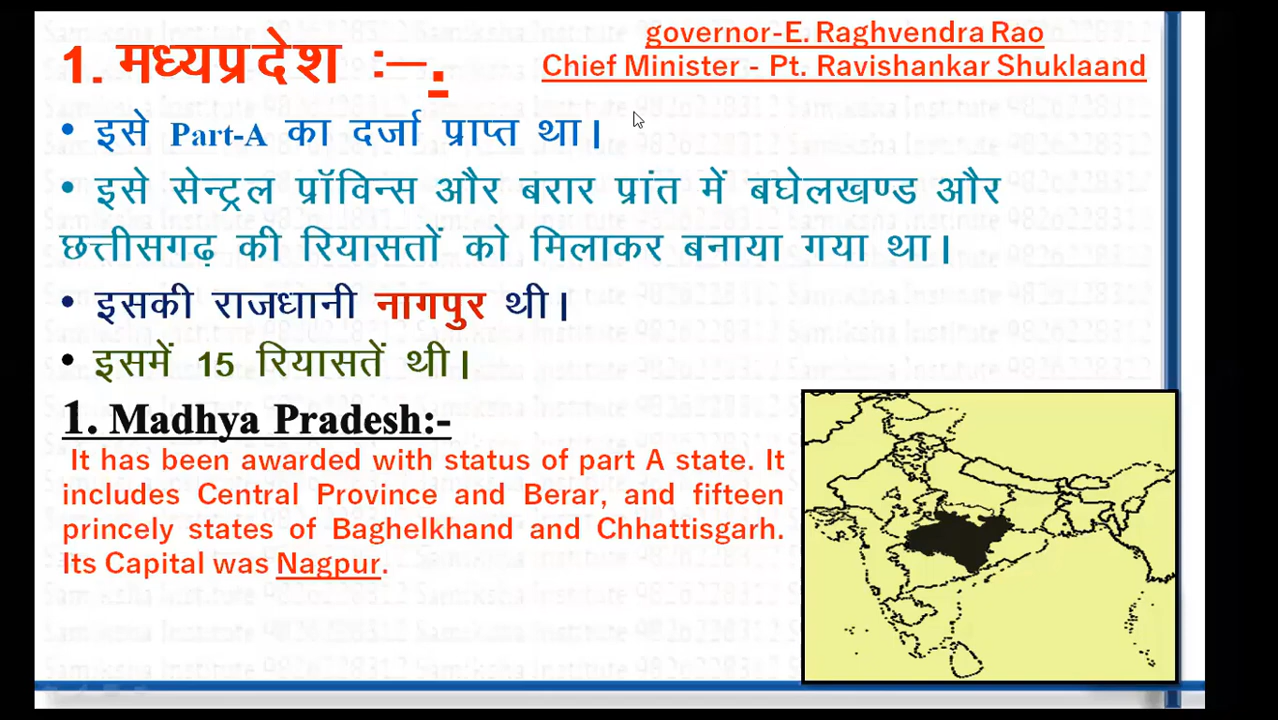 governor-E. Raghvendra Rao
Chief Minister - Pt. Ravishankar Shuklaand
1. मध्यप्रदेश :–.
• इसे Part-A का दर्जा प्राप्त था।
• इसे सेन्ट्रल प्रॉविन्स और बरार प्रांत में बघेलखण्ड और
छत्तीसगढ़ की रियासतों को मिलाकर बनाया गया था।
• इसकी राजधानी नागपुर थी।
• इसमें 15 रियासतें थी।
1. Madhya Pradesh:-
It has been awarded with status of part A state. It
includes Central Province and Berar, and fifteen
princely states of Baghelkhand and Chhattisgarh.
Its Capital was Nagpur.